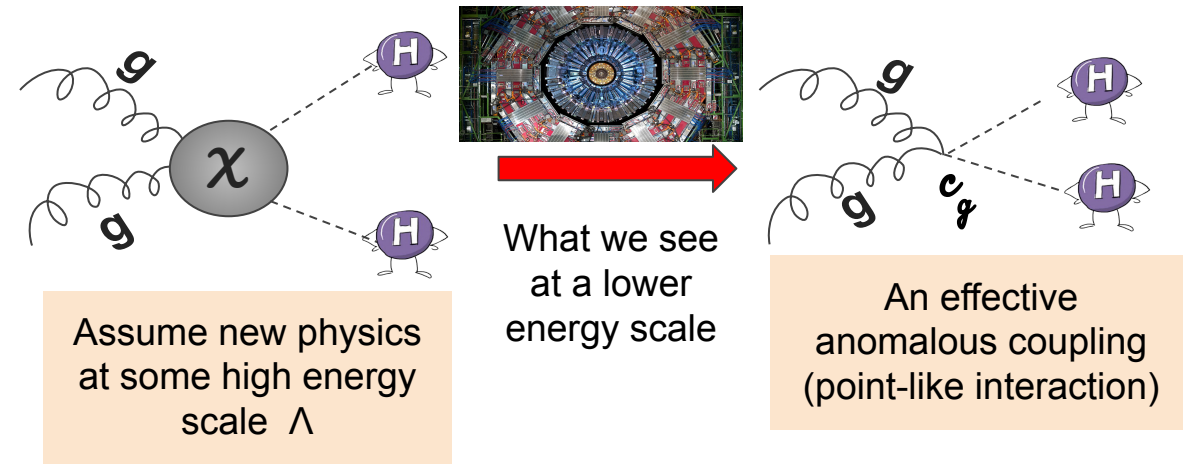 g
H
χ
g
H
Assume new physics
at some high energy
scale Λ
What we see
at a lower
energy scale
g
H
g
c_g
H
An effective
anomalous coupling
(point-like interaction)